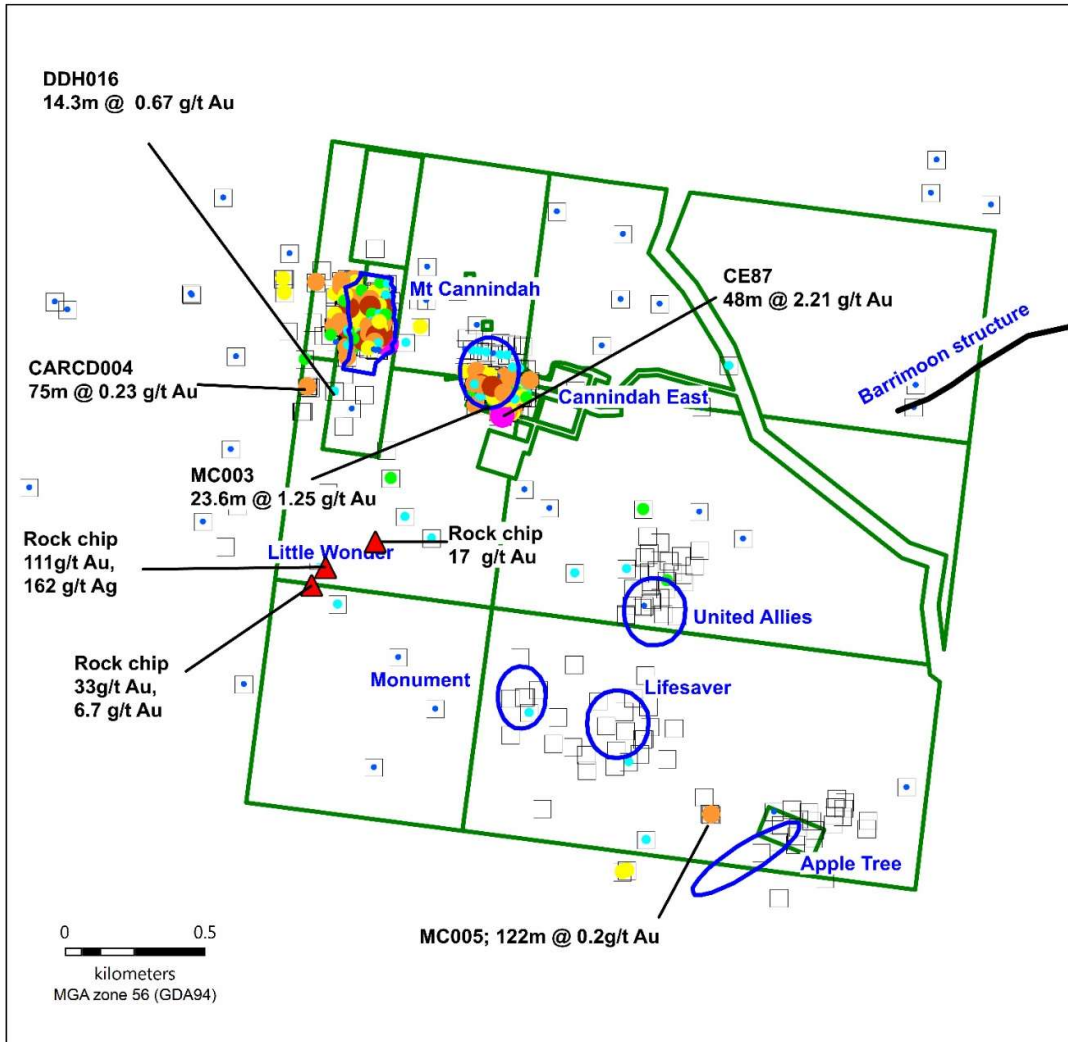 DDH016
14.3m @ 0.67 g/t Au
Mt Cannindah
CE87
48m @ 2.21 g/t Au
Barrimoon structure
CARCD004
75m @ 0.23 g/t Au
Cannindah East
MC003
23.6m @ 1.25 g/t Au
Rock chip
111g/t Au,
162 g/t Ag
Little Wonder
Rock chip
17 g/t Au
United Allies
Rock chip
33g/t Au,
6.7 g/t Au
Monument
Lifesaver
Apple Tree
MC005; 122m @ 0.2g/t Au
0 0.5
kilometers
MGA zone 56 (GDA94)